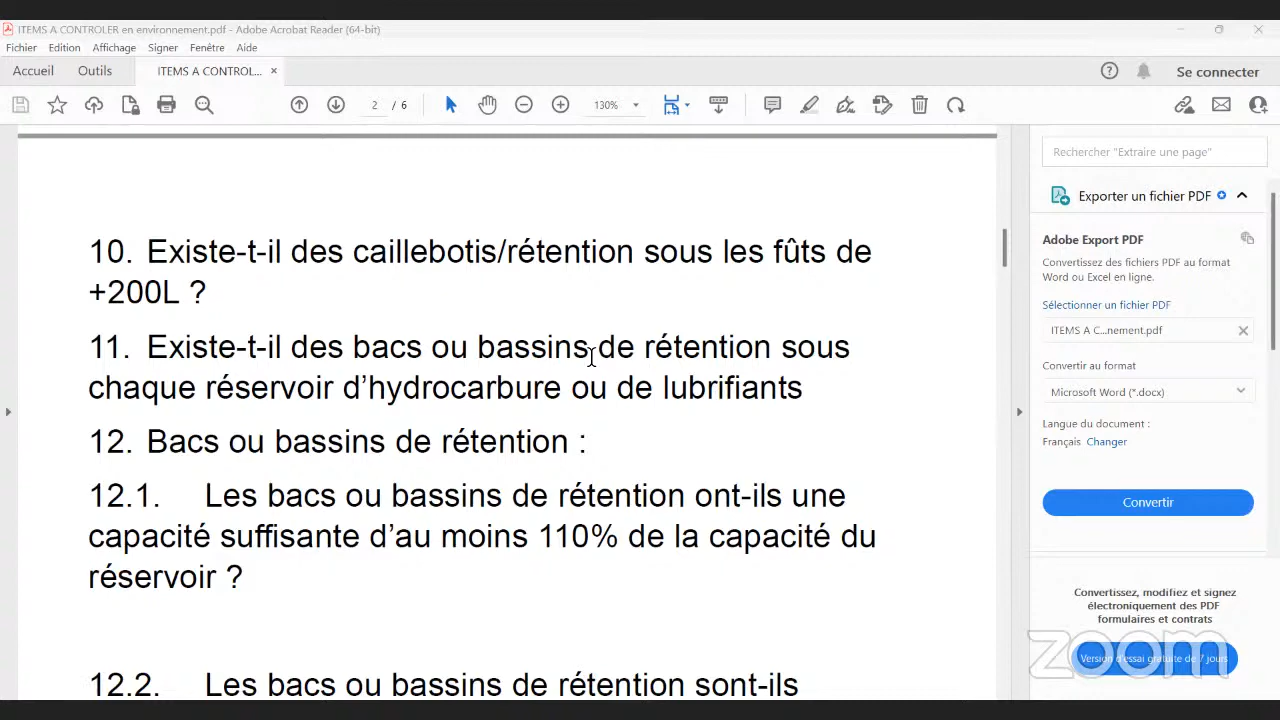 ITEMS A CONTROLER en environnement.pdf - Adobe Acrobat Reader (64-bit)
Fichier Edition Affichage Signer Fenêtre Aide
Accueil Outils ITEMS A CONTROL... × Se connecter
2 / 6 130%
Rechercher "Extraire une page"
Exporter un fichier PDF
Adobe Export PDF
Convertissez des fichiers PDF au format
Word ou Excel en ligne.
Sélectionner un fichier PDF
ITEMS A C...nement.pdf
Convertir au format
Microsoft Word (*.docx)
Langue du document :
Français Changer
Convertir
Convertissez, modifiez et signez
électroniquement des PDF
formulaires et contrats
Version d'essai gratuite de 7 jours
zoom
10. Existe-t-il des caillebotis/rétention sous les fûts de
+200L ?
11. Existe-t-il des bacs ou bassins de rétention sous
chaque réservoir d’hydrocarbure ou de lubrifiants
12. Bacs ou bassins de rétention :
12.1. Les bacs ou bassins de rétention ont-ils une
capacité suffisante d’au moins 110% de la capacité du
réservoir ?
12.2. Les bacs ou bassins de rétention sont-ils